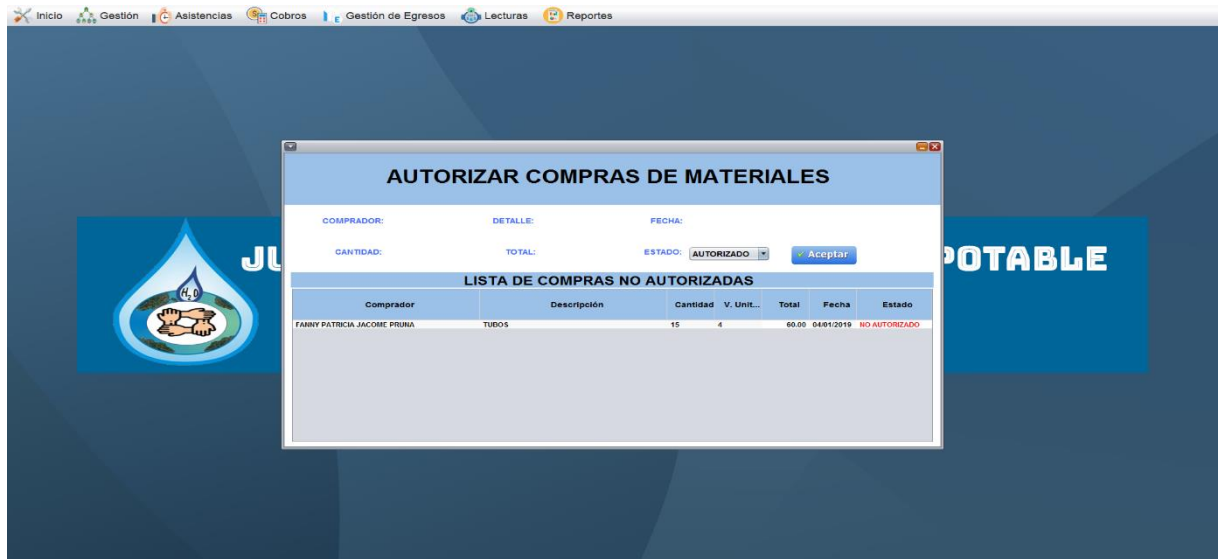 Inicio Gestión Asistencias Cobros Gestión de Egresos Lecturas Reportes
AUTORIZAR COMPRAS DE MATERIALES
COMPRADOR: DETALLE: FECHA:
CANTIDAD: TOTAL: ESTADO: AUTORIZADO Aceptar
JU POTABLE
H2O
LISTA DE COMPRAS NO AUTORIZADAS
Comprador Descripción Cantidad V. Unit... Total Fecha Estado
FANNY PATRICIA JACOME PRUNA TUBOS 15 4 60.00 04/01/2019 NO AUTORIZADO